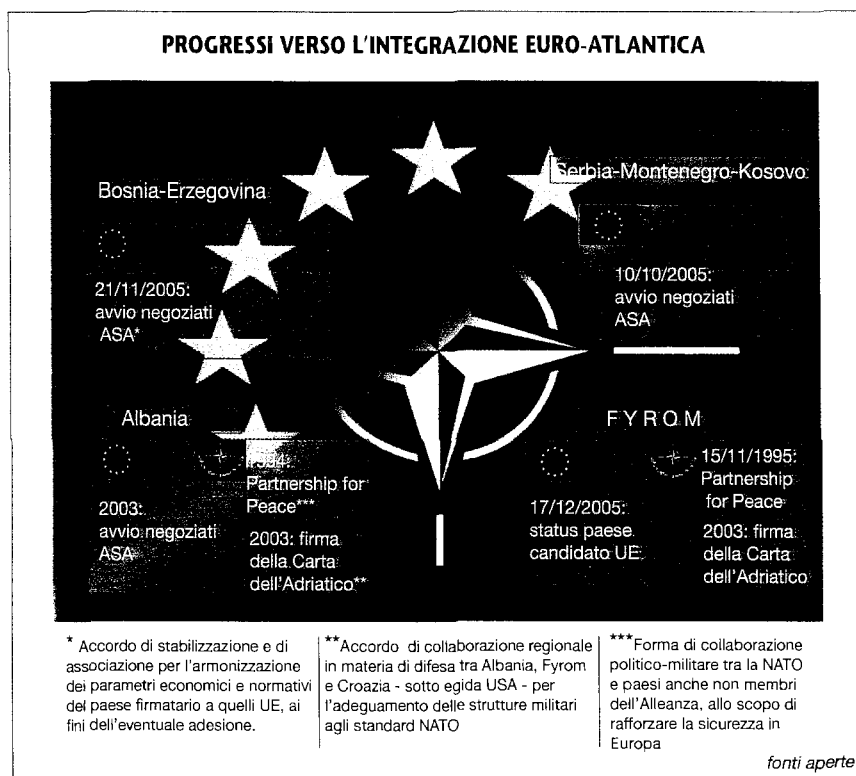 PROGRESSI VERSO L'INTEGRAZIONE EURO-ATLANTICA
Bosnia-Erzegovina
21/11/2005:
avvio negoziati
ASA*
Serbia-Montenegro-Kosovo
10/10/2005:
avvio negoziati
ASA
Albania
2003:
avvio negoziati
ASA
1994:
Partnership for
Peace***
2003: firma
della Carta
dell'Adriatico**
FYROM
17/12/2005:
status paese
candidato UE
15/11/1995:
Partnership
for Peace
2003: firma
della Carta
dell'Adriatico
* Accordo di stabilizzazione e di
associazione per l'armonizzazione
dei parametri economici e normativi
del paese firmatario a quelli UE, ai
fini dell'eventuale adesione.
**Accordo di collaborazione regionale
in materia di difesa tra Albania, Fyrom
e Croazia - sotto egida USA - per
l'adeguamento delle strutture militari
agli standard NATO
***Forma di collaborazione
politico-militare tra la NATO
e paesi anche non membri
dell'Alleanza, allo scopo di
rafforzare la sicurezza in
Europa
fonti aperte